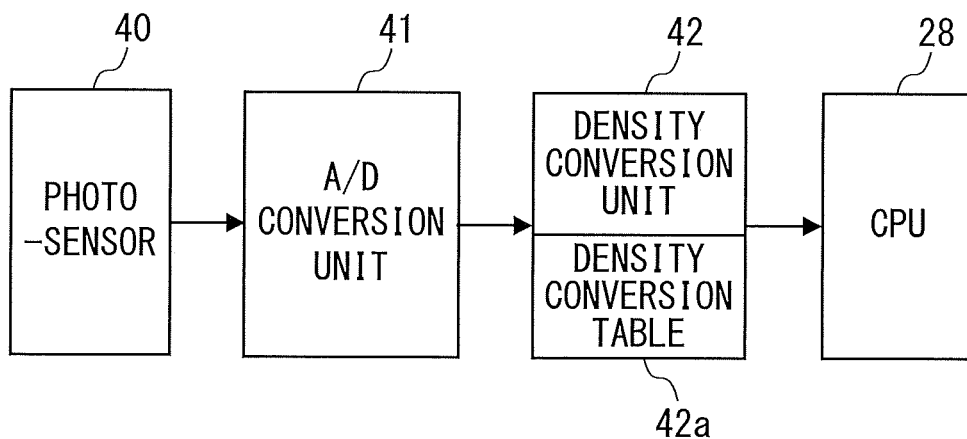 40
41
42
28
PHOTO
-SENSOR
A/D
CONVERSION
UNIT
DENSITY
CONVERSION
UNIT
DENSITY
CONVERSION
TABLE
CPU
42a